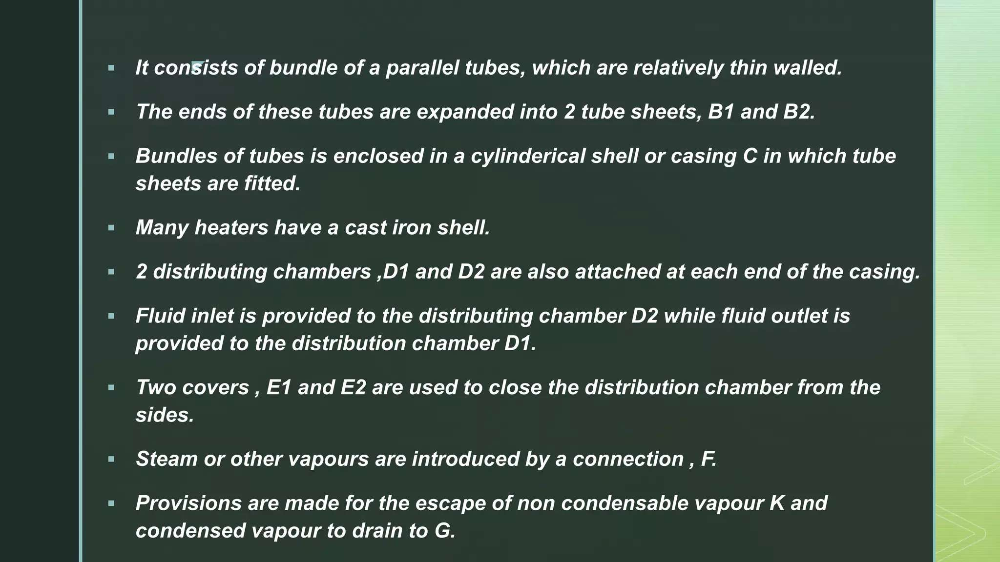 ▪ It consists of bundle of a parallel tubes, which are relatively thin walled.
▪ The ends of these tubes are expanded into 2 tube sheets, B1 and B2.
▪ Bundles of tubes is enclosed in a cylinderical shell or casing C in which tube
sheets are fitted.
▪ Many heaters have a cast iron shell.
▪ 2 distributing chambers ,D1 and D2 are also attached at each end of the casing.
▪ Fluid inlet is provided to the distributing chamber D2 while fluid outlet is
provided to the distribution chamber D1.
▪ Two covers , E1 and E2 are used to close the distribution chamber from the
sides.
▪ Steam or other vapours are introduced by a connection , F.
▪ Provisions are made for the escape of non condensable vapour K and
condensed vapour to drain to G.